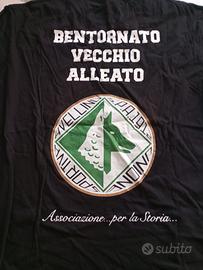 BENTORNATO
VECCHIO
ALLEATO
Associazione...per la Storia...
subito